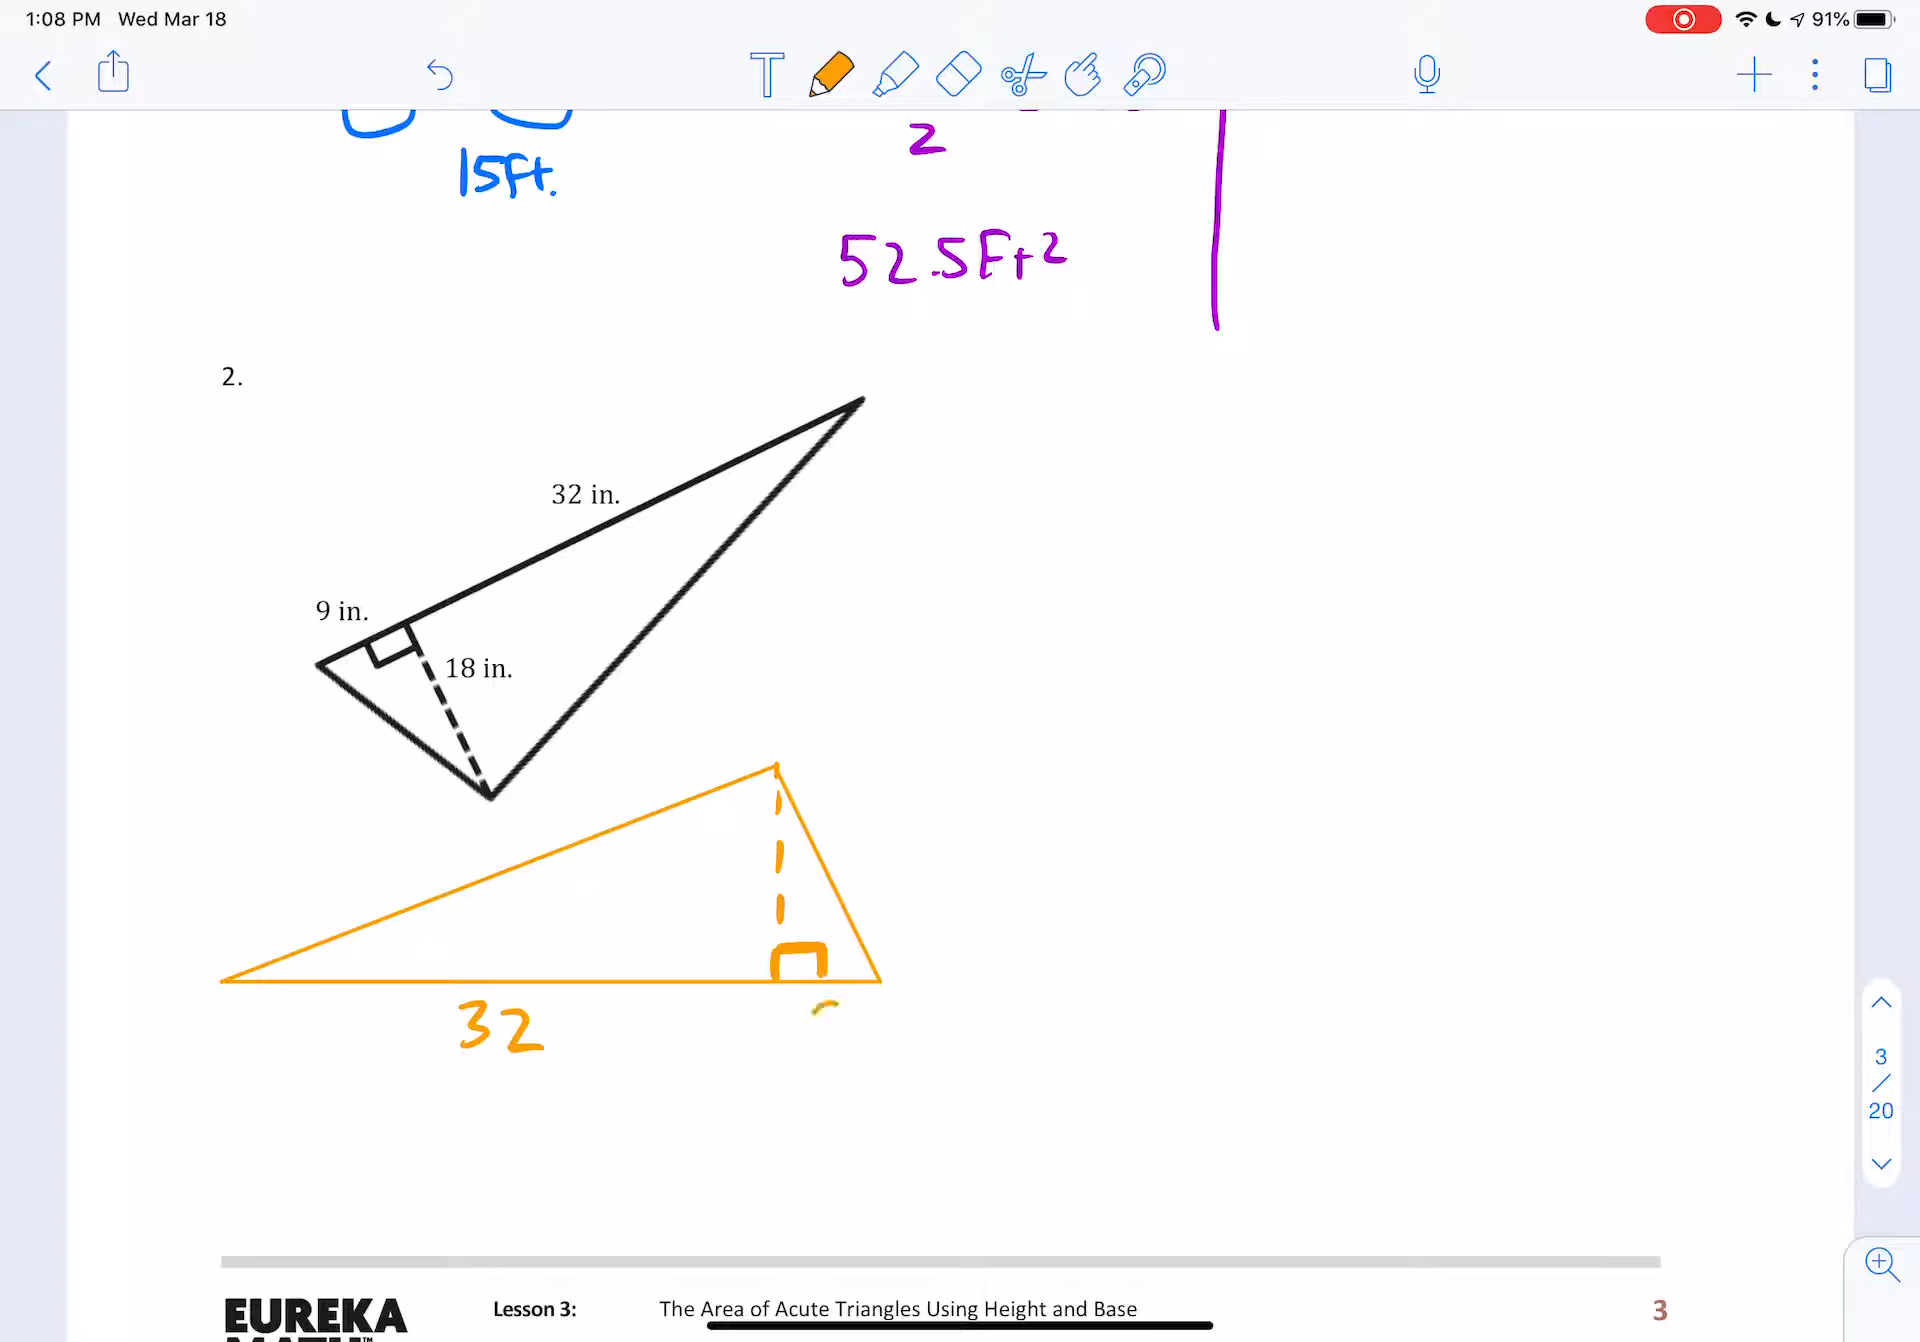 1:08 PM Wed Mar 18
91%
2
15Ft.
52.5Ft2
2.
32 in.
9 in.
18 in.
32
3
/
20
EUREKA
MATH™
Lesson 3:
The Area of Acute Triangles Using Height and Base
3